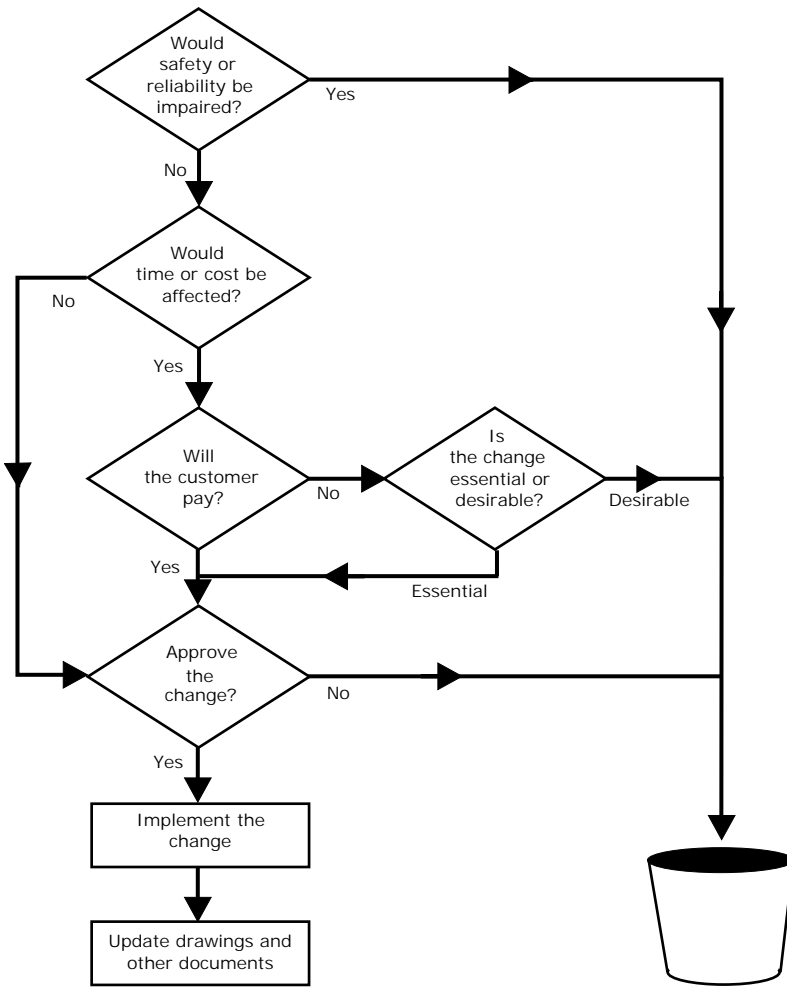 Would
safety or
reliability be
impaired?
Yes
No
Would
time or cost be
affected?
No
Yes
Will
the customer
pay?
No
Is
the change
essential or
desirable?
Desirable
Yes
Essential
Approve
the
change?
No
Yes
Implement the
change
Update drawings and
other documents